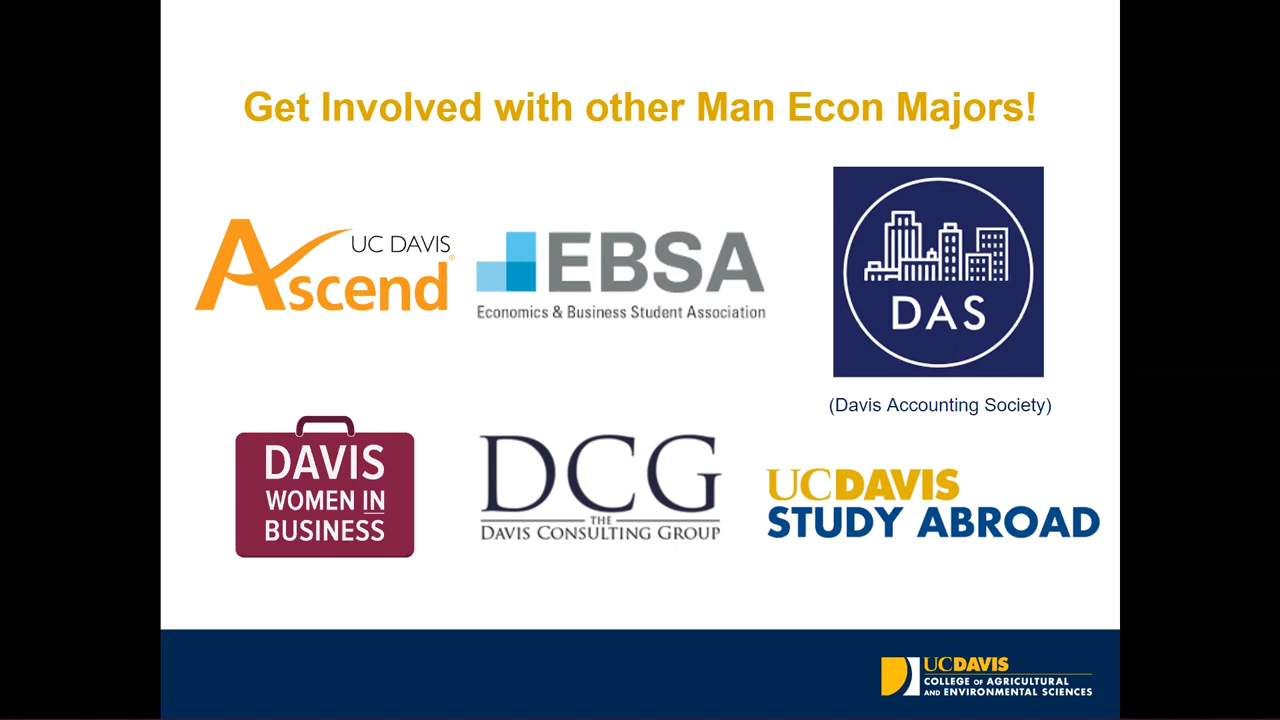 Get Involved with other Man Econ Majors!
UC DAVIS
Ascend®
EBSA
Economics & Business Student Association
DAS
(Davis Accounting Society)
DAVIS
WOMEN IN
BUSINESS
DCG
THE
DAVIS CONSULTING GROUP
UCDAVIS
STUDY ABROAD
UCDAVIS
COLLEGE OF AGRICULTURAL
AND ENVIRONMENTAL SCIENCES